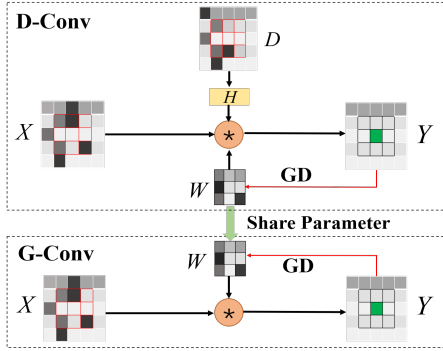 D-Conv
D
H
X
*
Y
W
GD
Share Parameter
G-Conv
W
GD
X
*
Y